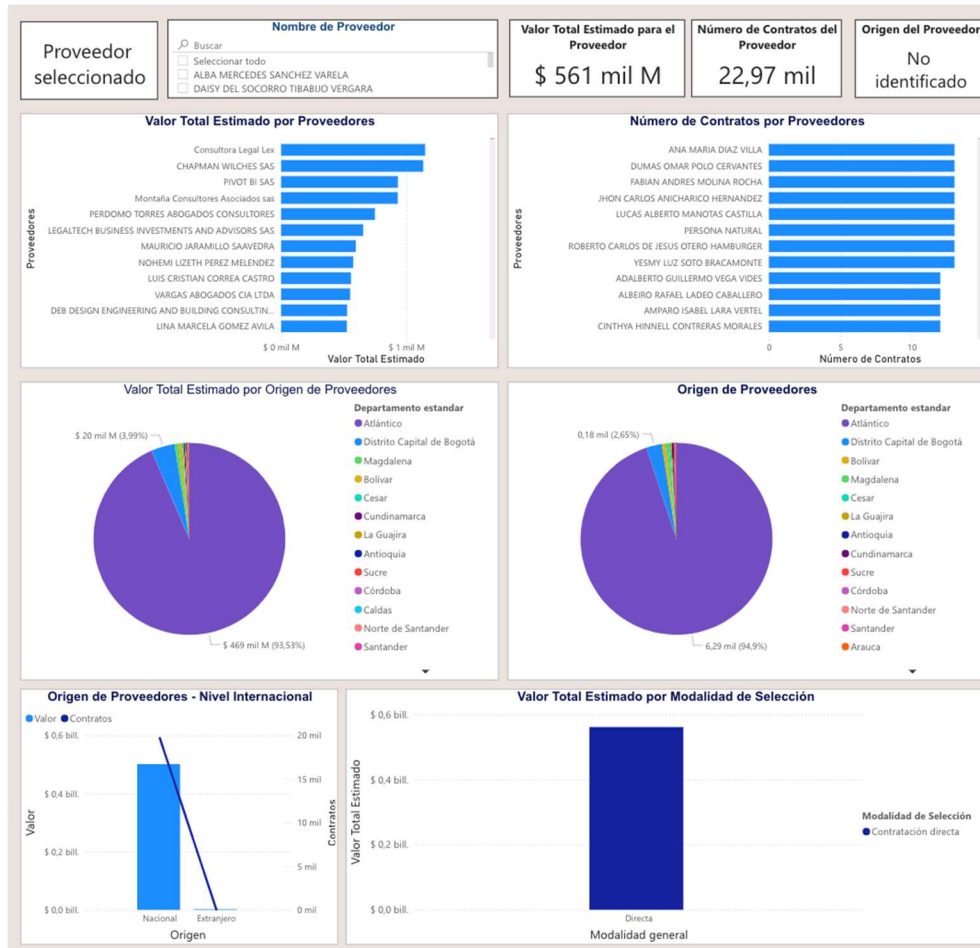 Proveedor
seleccionado
Nombre de Proveedor
Buscar
Seleccionar todo
ALBA MERCEDES SANCHEZ VARELA
DAISY DEL SOCORRO TIBABIJO VERGARA
Valor Total Estimado para el
Proveedor
$ 561 mil M
Número de Contratos del
Proveedor
22,97 mil
Origen del Proveedor
No
identificado
Valor Total Estimado por Proveedores
Proveedores
Consultora Legal Lex
CHAPMAN WILCHES SAS
PIVOT BI SAS
Montaña Consultores Asociados sas
PERDOMO TORRES ABOGADOS CONSULTORES
LEGALTECH BUSINESS INVESTMENTS AND ADVISORS SAS
MAURICIO JARAMILLO SAAVEDRA
NOHEMI LIZETH PEREZ MELENDEZ
LUIS CRISTIAN CORREA CASTRO
VARGAS ABOGADOS CIA LTDA
DEB DESIGN ENGINEERING AND BUILDING CONSULTIN...
LINA MARCELA GOMEZ AVILA
$ 0 mil M
$ 1 mil M
Valor Total Estimado
Número de Contratos por Proveedores
Proveedores
ANA MARIA DIAZ VILLA
DUMAS OMAR POLO CERVANTES
FABIAN ANDRES MOLINA ROCHA
JHON CARLOS ANICHARICO HERNANDEZ
LUCAS ALBERTO MANOTAS CASTILLA
PERSONA NATURAL
ROBERTO CARLOS DE JESUS OTERO HAMBURGER
YESMY LUZ SOTO BRACAMONTE
ADALBERTO GUILLERMO VEGA VIDES
ALBEIRO RAFAEL LADEO CABALLERO
AMPARO ISABEL LARA VERTEL
CINTHYA HINNELL CONTRERAS MORALES
0
5
10
Número de Contratos
Valor Total Estimado por Origen de Proveedores
$ 20 mil M (3,99%)
$ 469 mil M (93,53%)
Departamento estandar
Atlántico
Distrito Capital de Bogotá
Magdalena
Bolívar
Cesar
Cundinamarca
La Guajira
Antioquia
Sucre
Córdoba
Caldas
Norte de Santander
Santander
Origen de Proveedores
0,18 mil (2,65%)
6,29 mil (94,9%)
Departamento estandar
Atlántico
Distrito Capital de Bogotá
Bolívar
Magdalena
Cesar
La Guajira
Antioquia
Cundinamarca
Sucre
Córdoba
Norte de Santander
Santander
Arauca
Origen de Proveedores - Nivel Internacional
Valor Contratos
Valor
$ 0,6 bill.
$ 0,4 bill.
$ 0,2 bill.
$ 0,0 bill.
20 mil
15 mil
10 mil
5 mil
0 mil
Contratos
Nacional
Extranjero
Origen
Valor Total Estimado por Modalidad de Selección
Valor Total Estimado
$ 0,6 bill.
$ 0,4 bill.
$ 0,2 bill.
$ 0,0 bill.
Directa
Modalidad general
Modalidad de Selección
Contratación directa